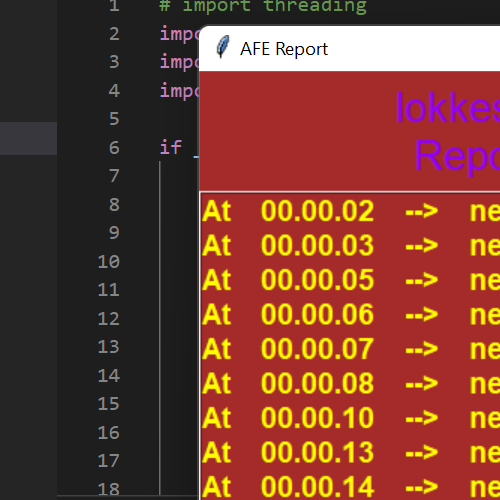 1 # import threading
2 impo
3 impo
4 impo
5
6 if _
7
8
9
10
11
12
13
14
15
16
17
18
AFE Report
lokkes
Repo
At 00.00.02 --> ne
At 00.00.03 --> ne
At 00.00.05 --> ne
At 00.00.06 --> ne
At 00.00.07 --> ne
At 00.00.08 --> ne
At 00.00.10 --> ne
At 00.00.13 --> ne
At 00.00.14 --> ne